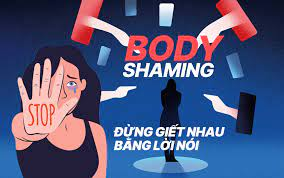 BODY
SHAMING
STOP
ĐỪNG GIẾT NHAU
BẰNG LỜI NÓI